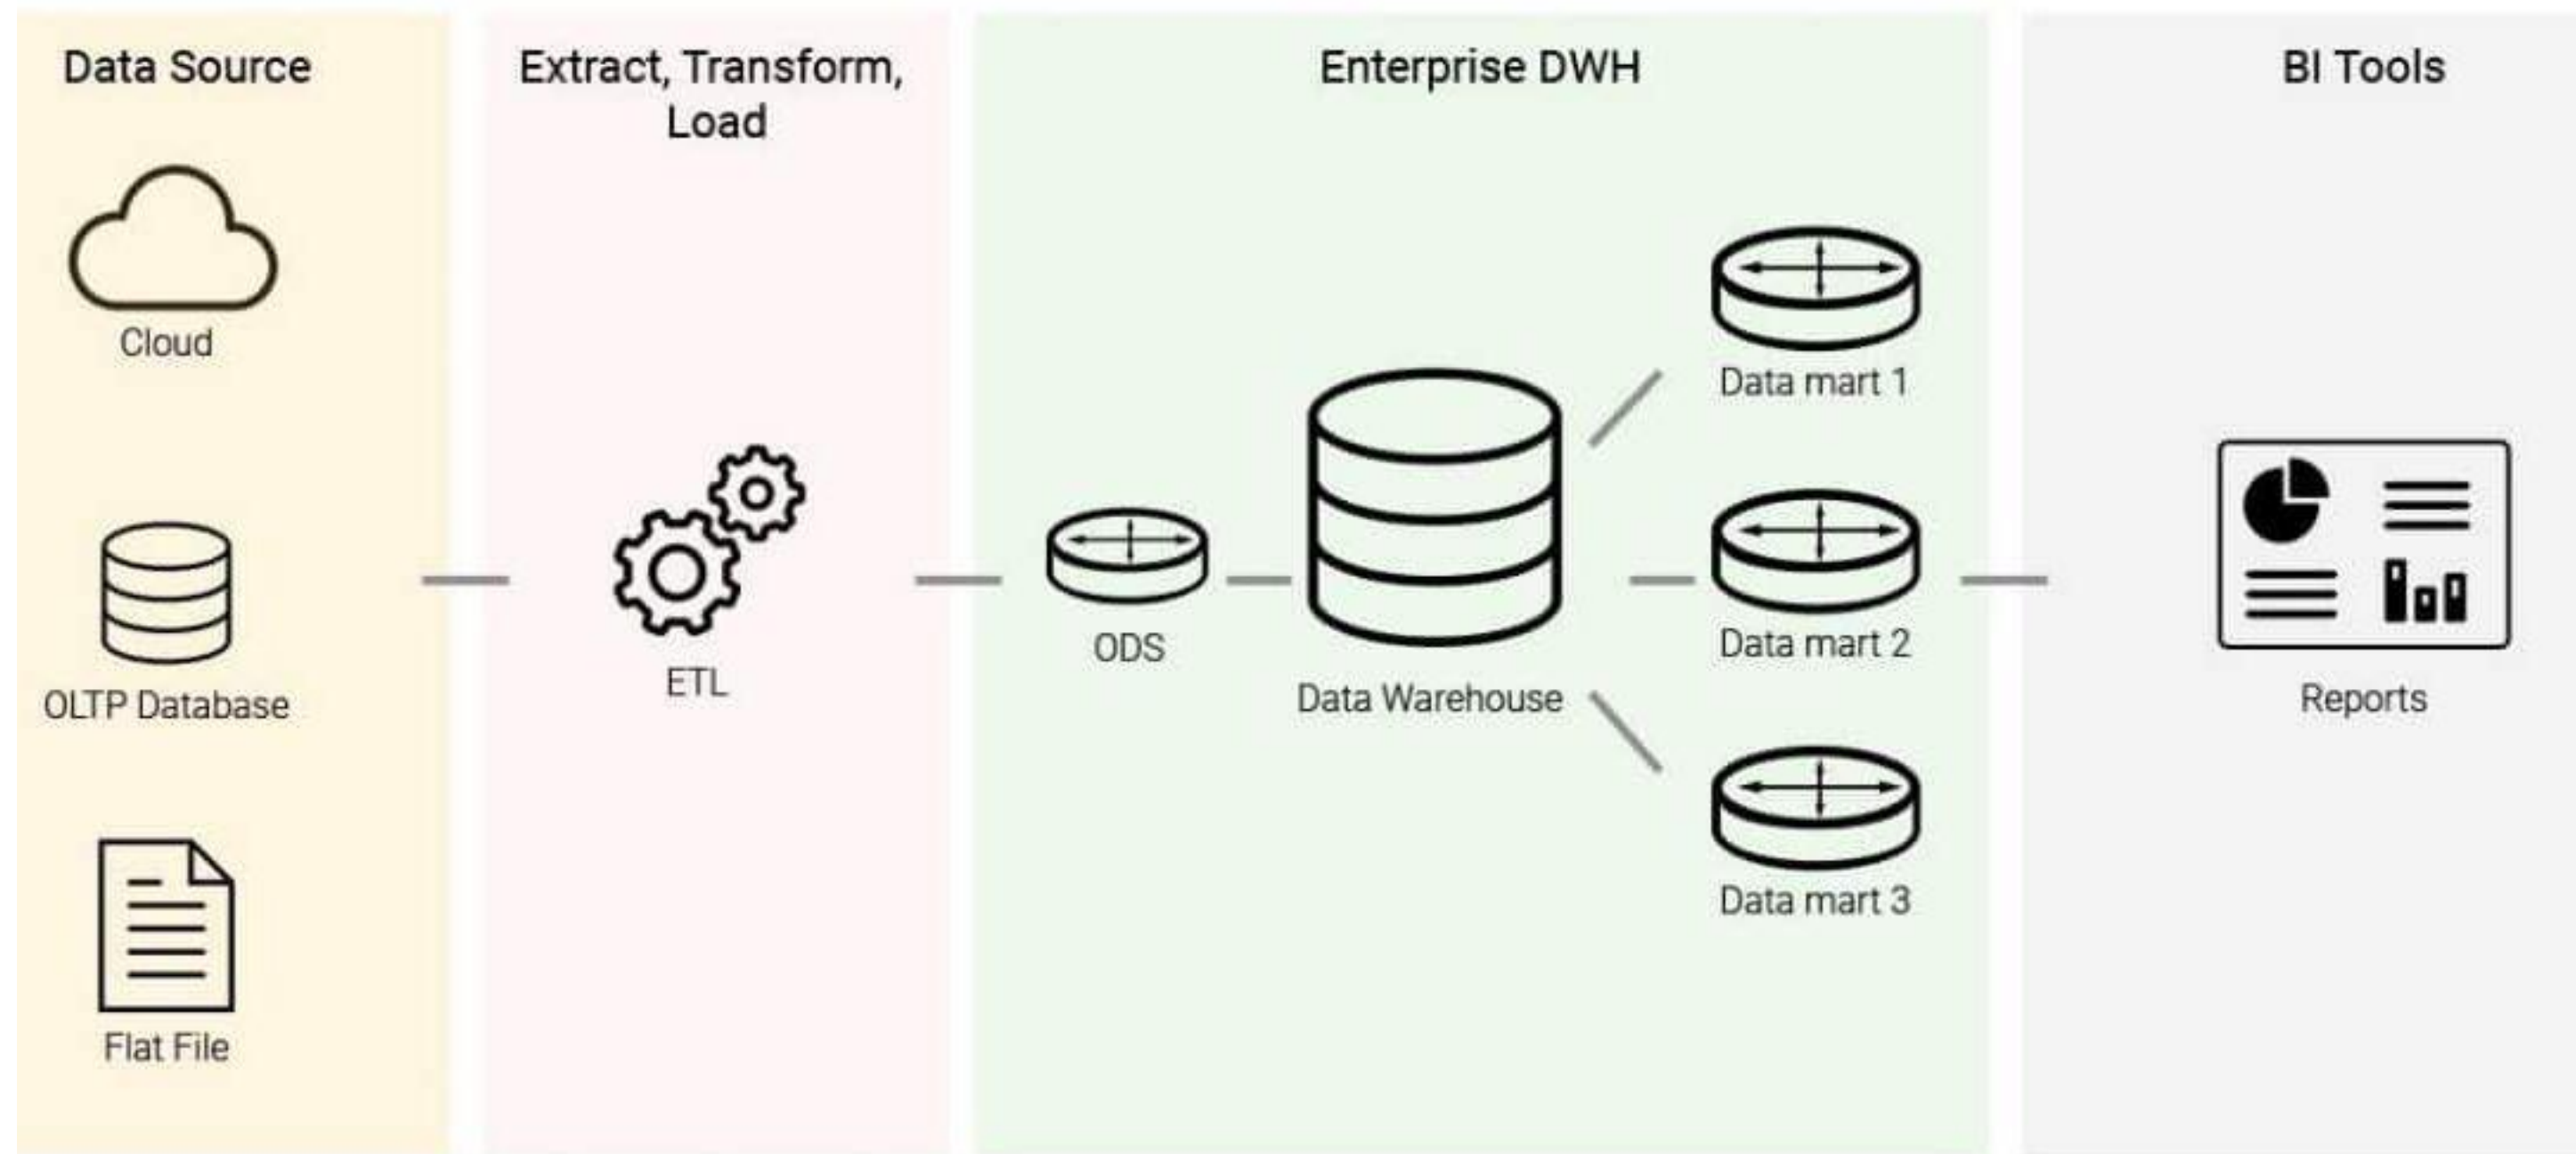 Data Source
Cloud
OLTP Database
Flat File
Extract, Transform,
Load
ETL
Enterprise DWH
ODS
Data Warehouse
Data mart 1
Data mart 2
Data mart 3
BI Tools
Reports